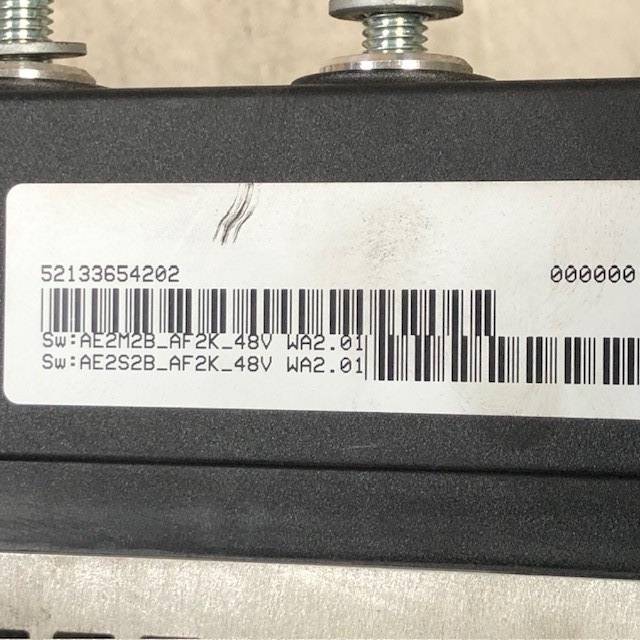 52133654202 000000
Sw:AE2M2B_AF2K_48V WA2.01
Sw:AE2S2B_AF2K_48V WA2.01